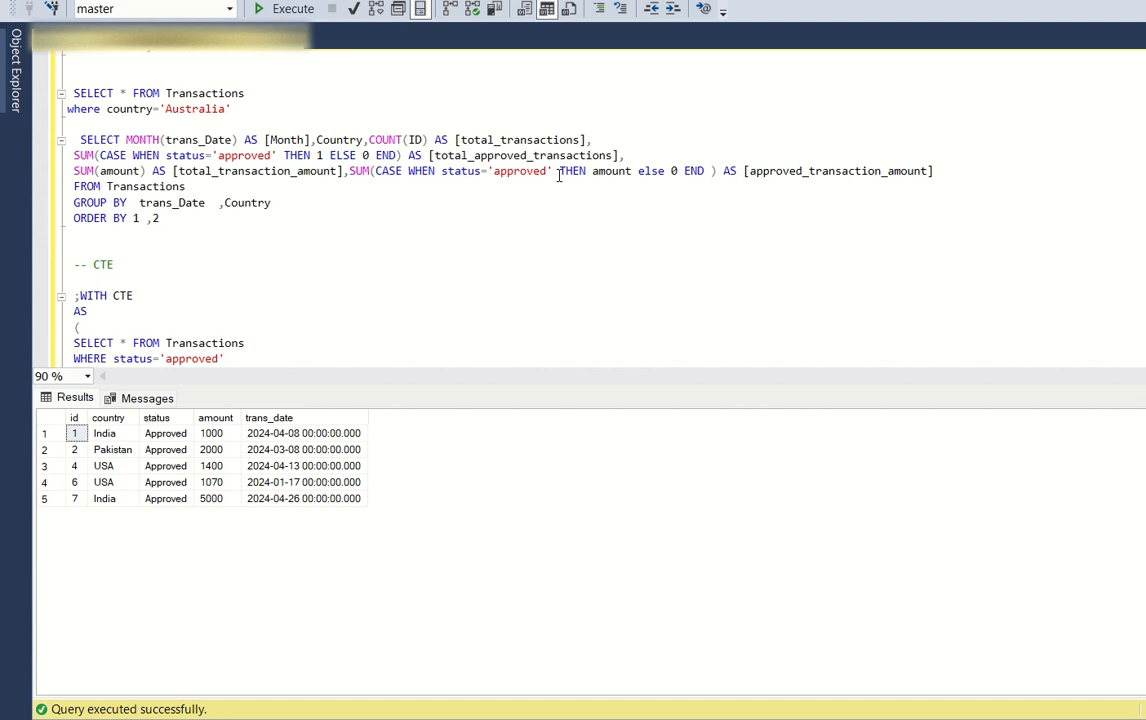 master
Execute
Object Explorer
SELECT * FROM Transactions
where country='Australia'
SELECT MONTH(trans_Date) AS [Month],Country,COUNT(ID) AS [total_transactions],
SUM(CASE WHEN status='approved' THEN 1 ELSE 0 END) AS [total_approved_transactions],
SUM(amount) AS [total_transaction_amount],SUM(CASE WHEN status='approved' THEN amount else 0 END ) AS [approved_transaction_amount]
FROM Transactions
GROUP BY trans_Date ,Country
ORDER BY 1 ,2
-- CTE
;WITH CTE
AS
(
SELECT * FROM Transactions
WHERE status='approved'
90 %
Results Messages
id country status amount trans_date
1 1 India Approved 1000 2024-04-08 00:00:00.000
2 2 Pakistan Approved 2000 2024-03-08 00:00:00.000
3 4 USA Approved 1400 2024-04-13 00:00:00.000
4 6 USA Approved 1070 2024-01-17 00:00:00.000
5 7 India Approved 5000 2024-04-26 00:00:00.000
Query executed successfully.